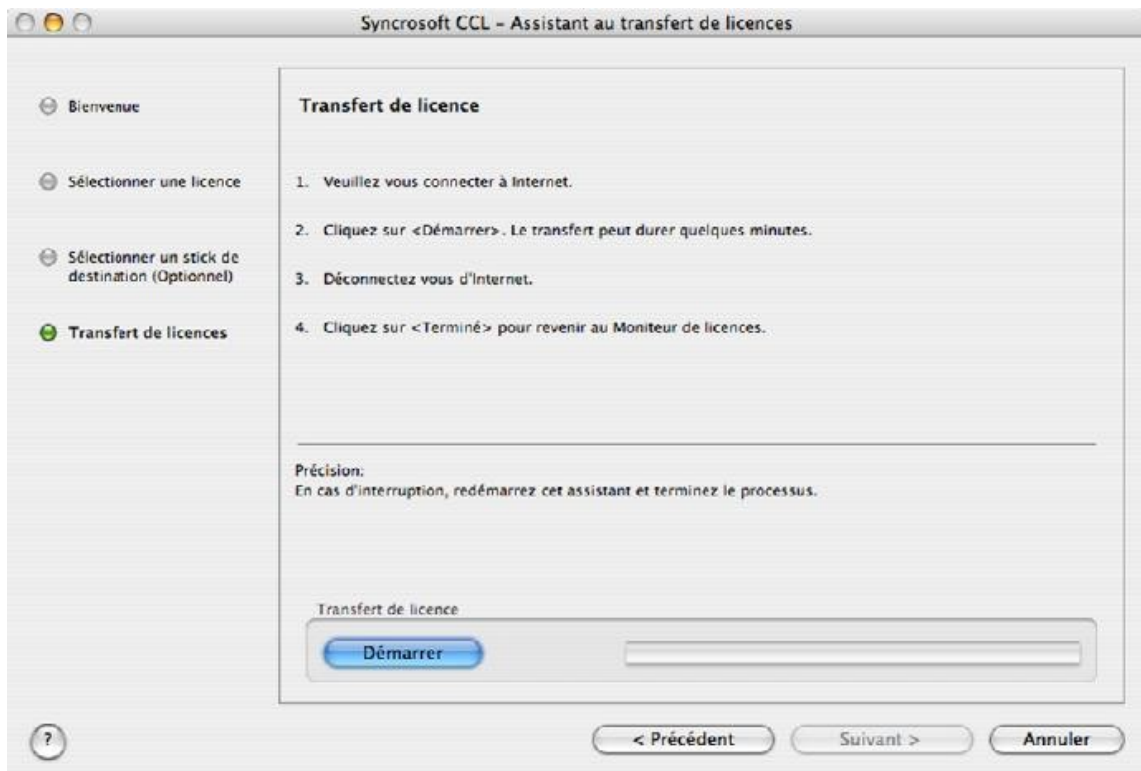 Syncrosoft CCL – Assistant au transfert de licences
Bienvenue
Sélectionner une licence
Sélectionner un stick de
destination (Optionnel)
Transfert de licences
Transfert de licence
1. Veuillez vous connecter à Internet.
2. Cliquez sur <Démarrer>. Le transfert peut durer quelques minutes.
3. Déconnectez vous d'Internet.
4. Cliquez sur <Terminé> pour revenir au Moniteur de licences.
Précision:
En cas d'interruption, redémarrez cet assistant et terminez le processus.
Transfert de licence
Démarrer
?
< Précédent
Suivant >
Annuler